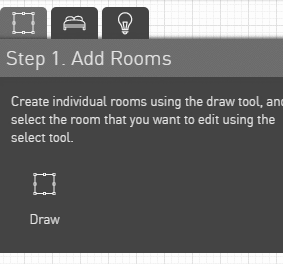 Step 1. Add Rooms
Create individual rooms using the draw tool, and
select the room that you want to edit using the
select tool.
Draw